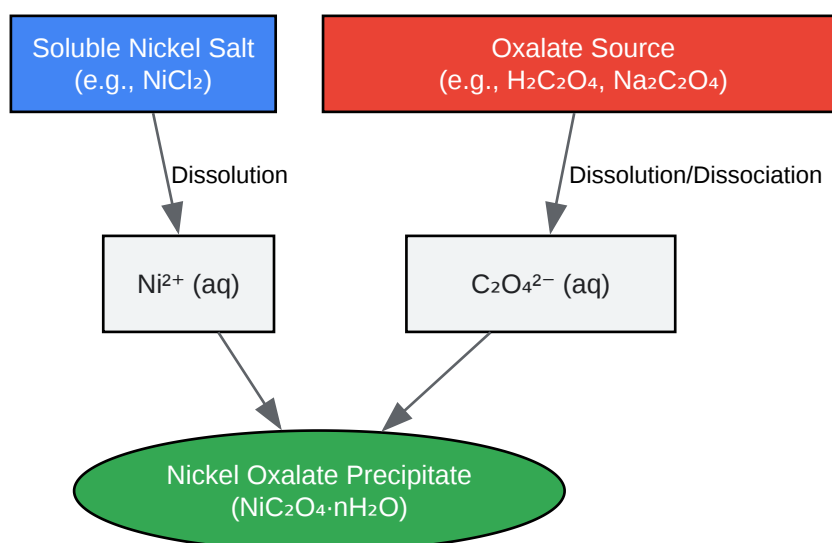 Soluble Nickel Salt
(e.g., NiCl₂)
Oxalate Source
(e.g., H₂C₂O₄, Na₂C₂O₄)
Dissolution
Dissolution/Dissociation
Ni²⁺ (aq)
C₂O₄²⁻ (aq)
Nickel Oxalate Precipitate
(NiC₂O₄·nH₂O)